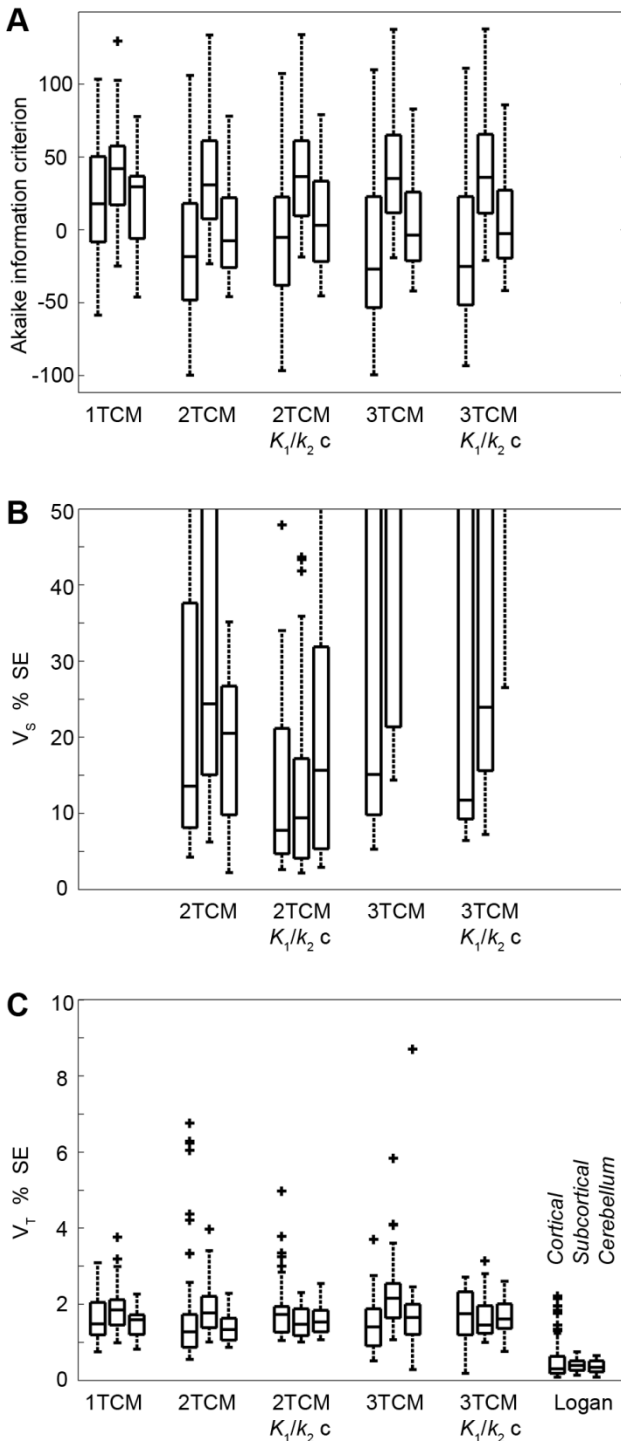 A
Akaike information criterion
100
50
0
-50
-100
1TCM 2TCM 2TCM 3TCM 3TCM
K1/k2 c K1/k2 c
B
VS % SE
50
40
30
20
10
0
2TCM 2TCM 3TCM 3TCM
K1/k2 c K1/k2 c
C
VT % SE
10
8
6
4
2
0
Cortical
Subcortical
Cerebellum
1TCM 2TCM 2TCM 3TCM 3TCM Logan
K1/k2 c K1/k2 c